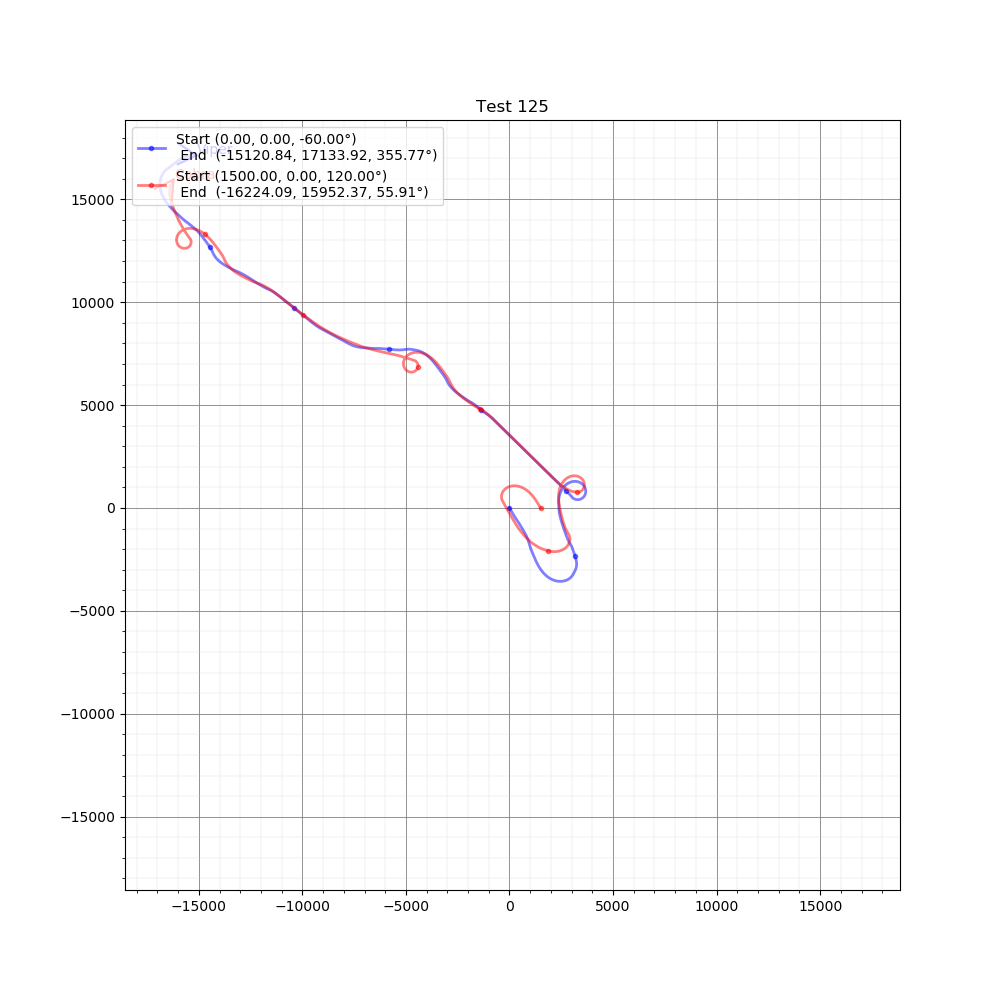 Test 125
Start (0.00, 0.00, -60.00°)
End (-15120.84, 17133.92, 355.77°)
Start (1500.00, 0.00, 120.00°)
End (-16224.09, 15952.37, 55.91°)
15000
10000
5000
0
−5000
−10000
−15000
−15000 −10000 −5000 0 5000 10000 15000